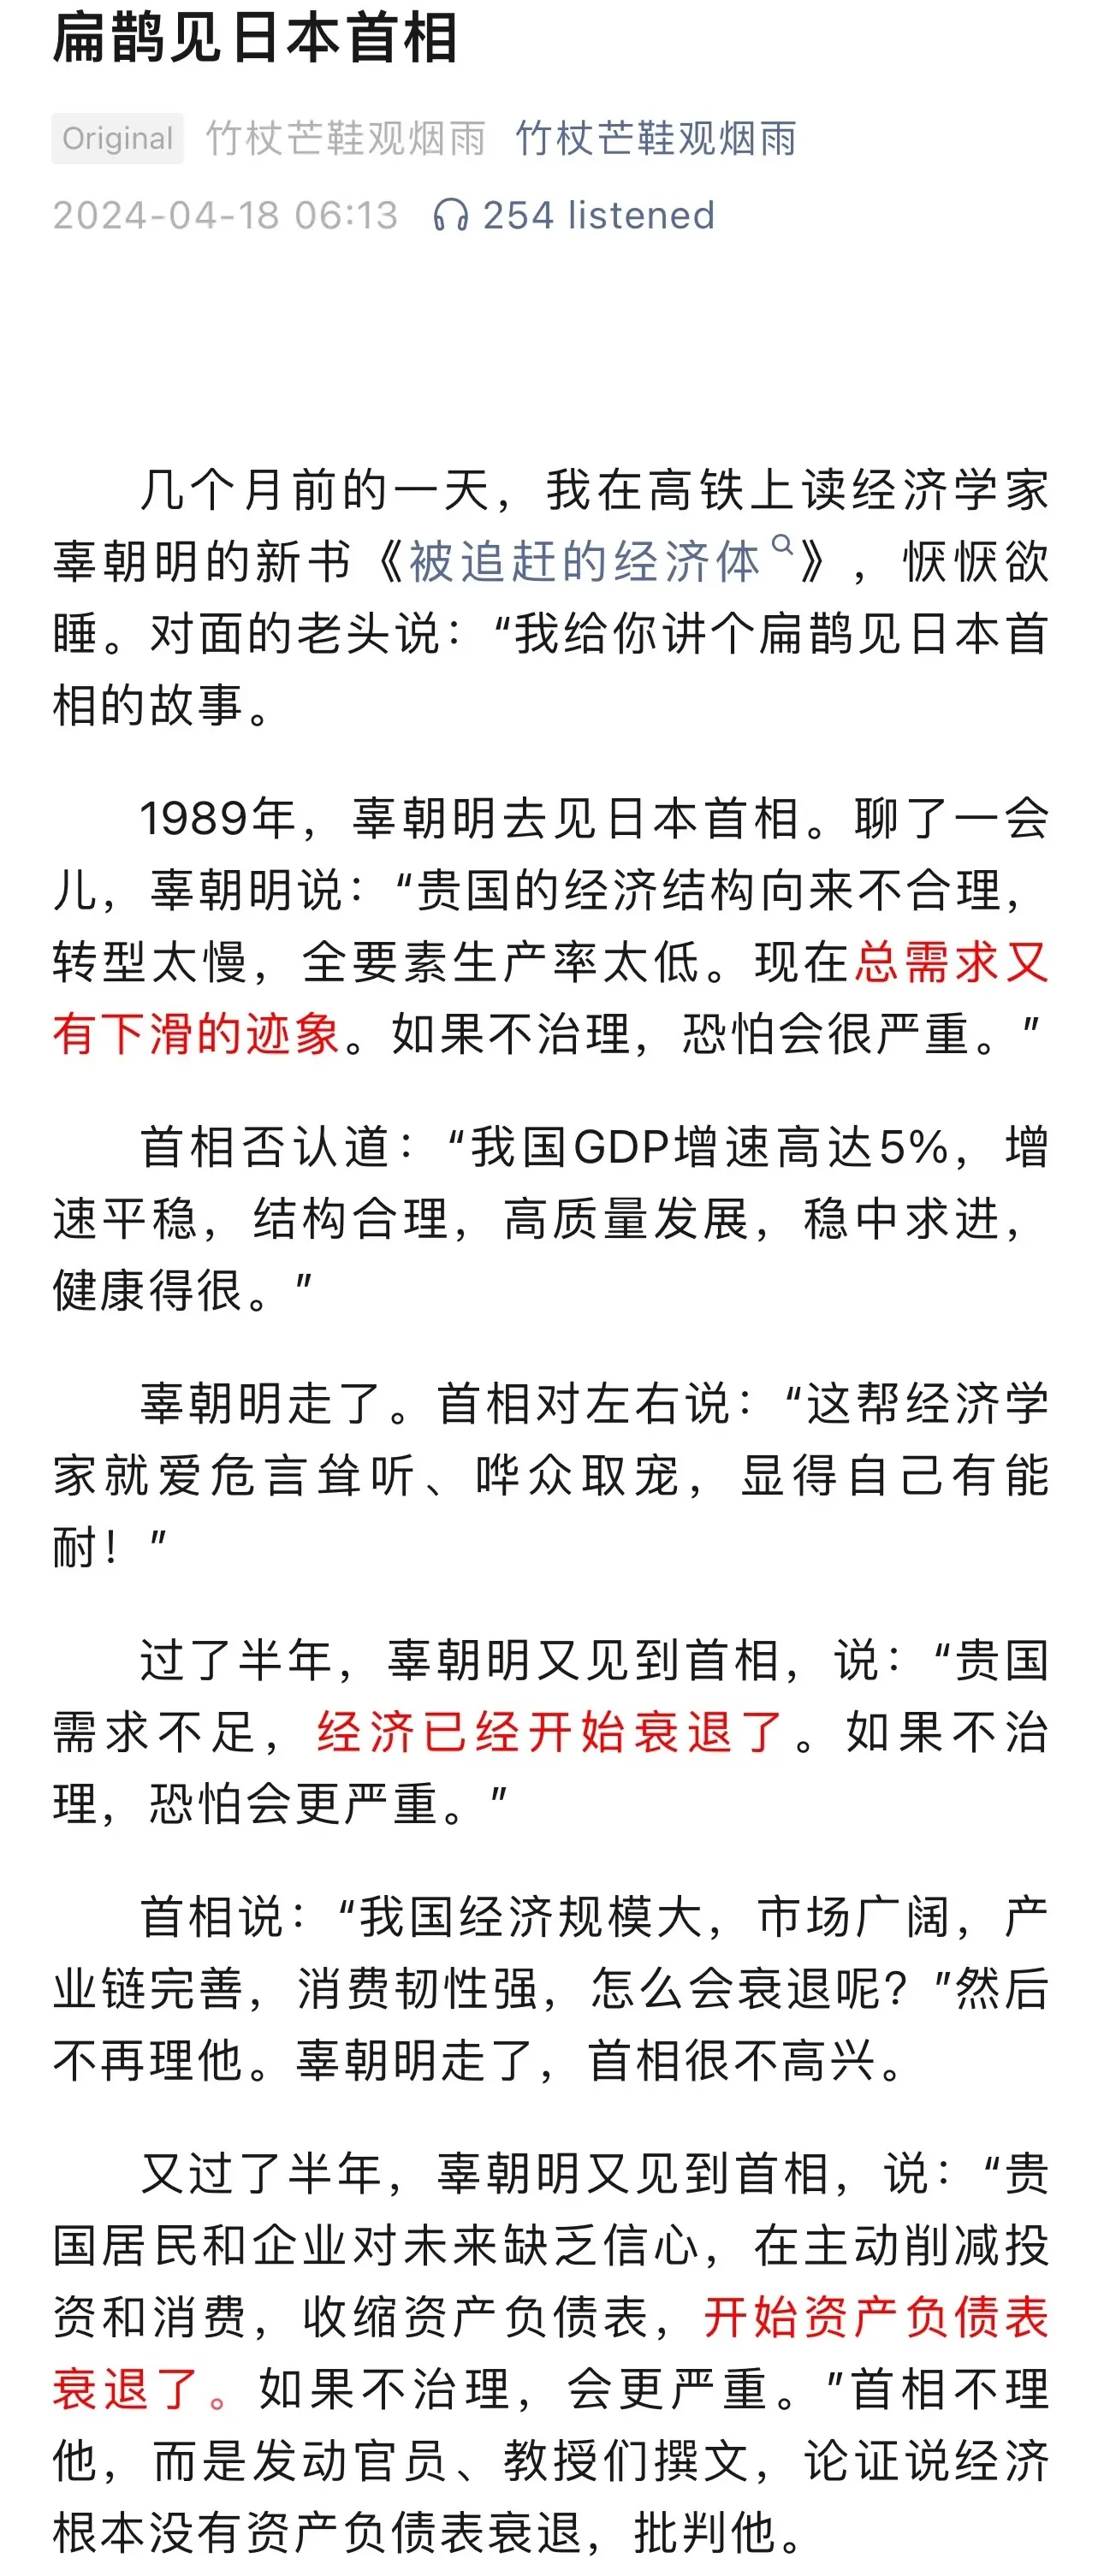 扁鹊见日本首相
Original 竹杖芒鞋观烟雨 竹杖芒鞋观烟雨
2024-04-18 06:13 254 listened
几个月前的一天，我在高铁上读经济学家
辜朝明的新书《被追赶的经济体》，恹恹欲
睡。对面的老头说：“我给你讲个扁鹊见日本首
相的故事。
1989年，辜朝明去见日本首相。聊了一会
儿，辜朝明说：“贵国的经济结构向来不合理，
转型太慢，全要素生产率太低。现在总需求又
有下滑的迹象。如果不治理，恐怕会很严重。”
首相否认道：“我国GDP增速高达5%，增
速平稳，结构合理，高质量发展，稳中求进，
健康得很。”
辜朝明走了。首相对左右说：“这帮经济学
家就爱危言耸听、哗众取宠，显得自己有能
耐！”
过了半年，辜朝明又见到首相，说：“贵国
需求不足，经济已经开始衰退了。如果不治
理，恐怕会更严重。”
首相说：“我国经济规模大，市场广阔，产
业链完善，消费韧性强，怎么会衰退呢？”然后
不再理他。辜朝明走了，首相很不高兴。
又过了半年，辜朝明又见到首相，说：“贵
国居民和企业对未来缺乏信心，在主动削减投
资和消费，收缩资产负债表，开始资产负债表
衰退了。如果不治理，会更严重。”首相不理
他，而是发动官员、教授们撰文，论证说经济
根本没有资产负债表衰退，批判他。